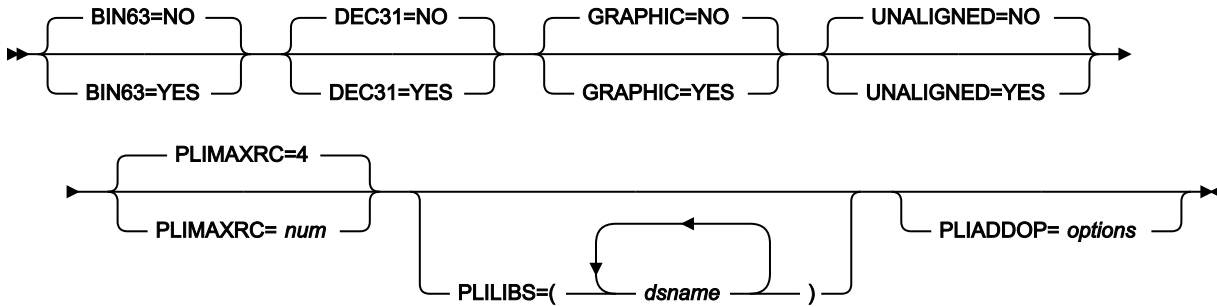 BIN63=NO DEC31=NO GRAPHIC=NO UNALIGNED=NO
BIN63=YES DEC31=YES GRAPHIC=YES UNALIGNED=YES
PLIMAXRC=4
PLIMAXRC= num PLIADDOP= options
PLILIBS=( dsname )